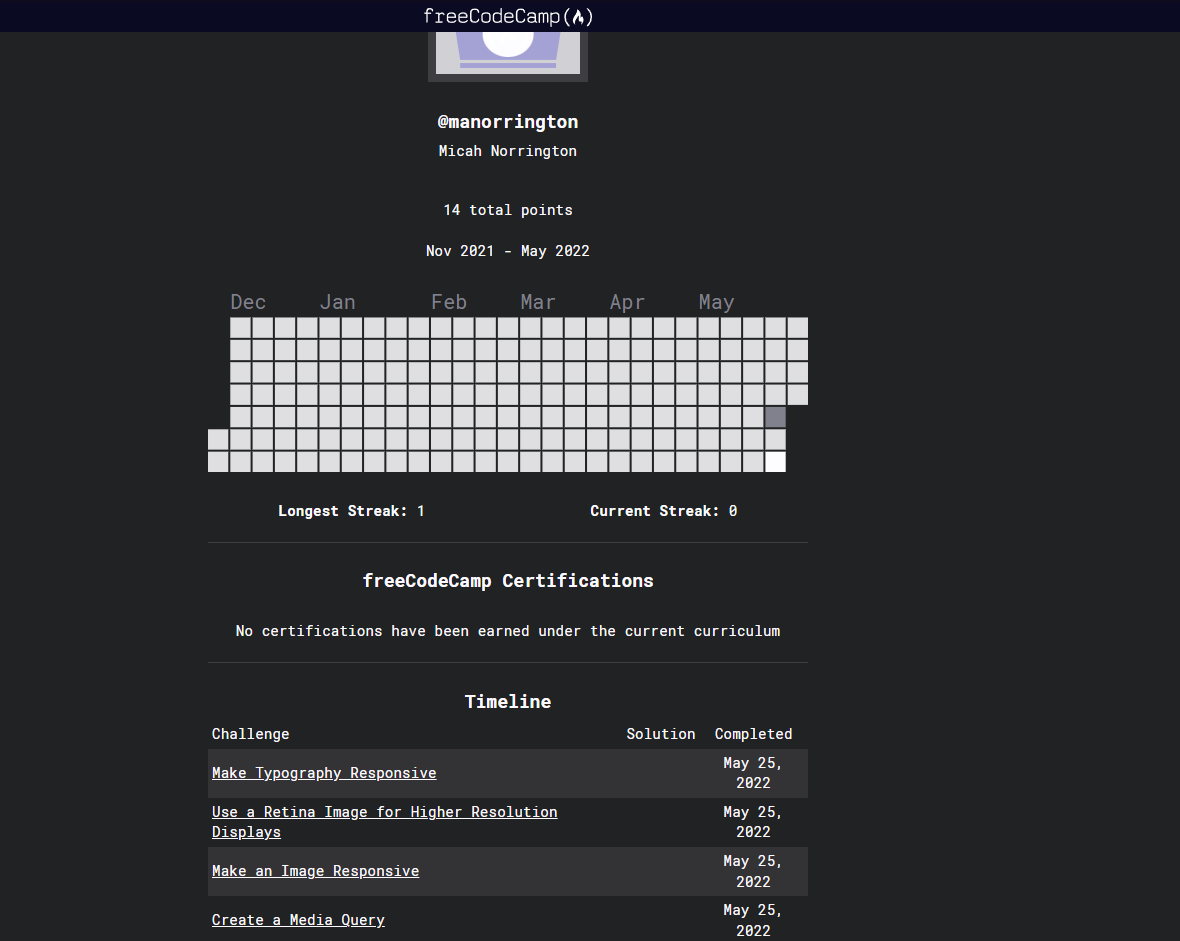 freeCodeCamp(🔥)
@manorrington
Micah Norrington
14 total points
Nov 2021 - May 2022
Dec Jan Feb Mar Apr May
Longest Streak: 1 Current Streak: 0
freeCodeCamp Certifications
No certifications have been earned under the current curriculum
Timeline
Challenge Solution Completed
Make Typography Responsive May 25,
2022
Use a Retina Image for Higher Resolution May 25,
Displays 2022
Make an Image Responsive May 25,
2022
Create a Media Query May 25,
2022